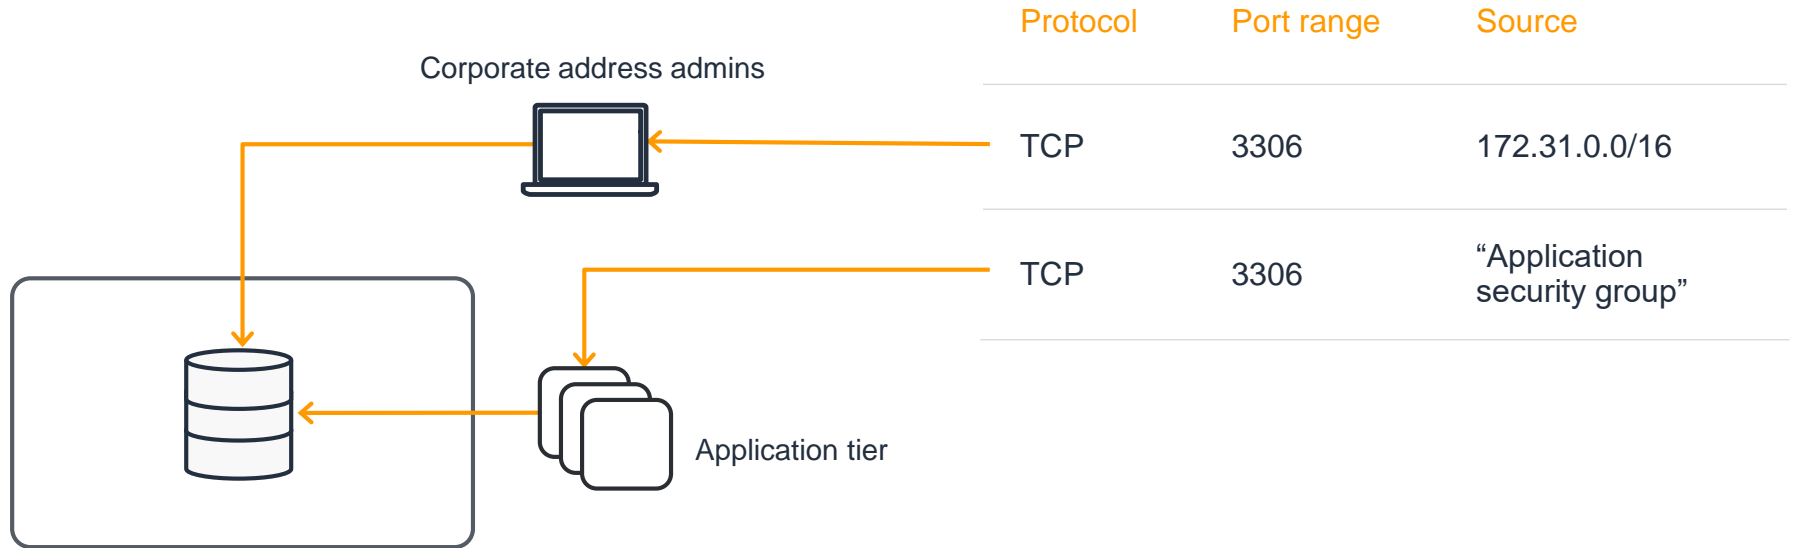 Protocol Port range Source
Corporate address admins
TCP 3306 172.31.0.0/16
TCP 3306 “Application
security group”
Application tier